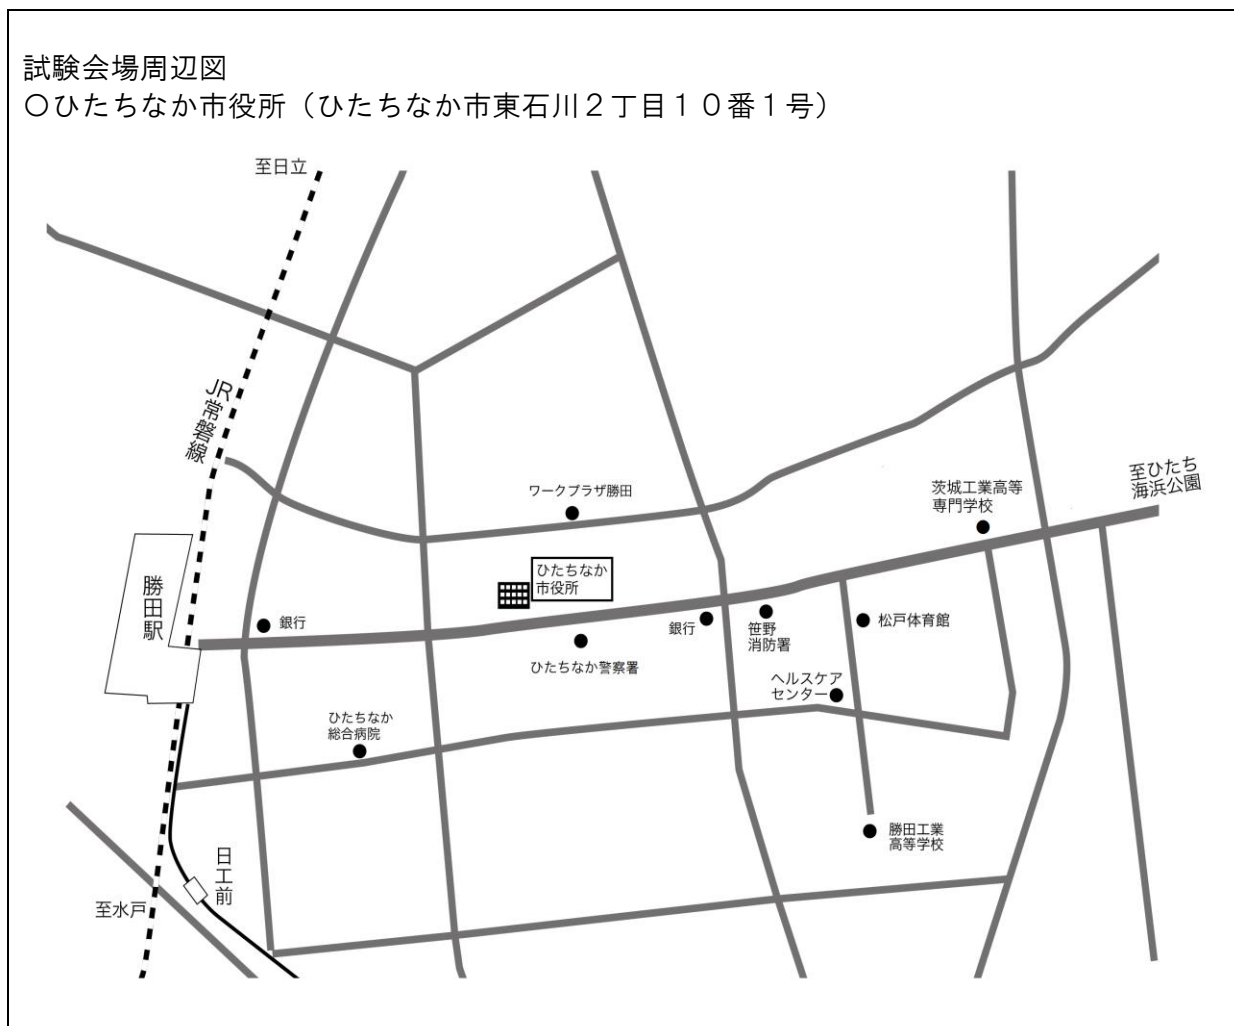 試験会場周辺図
〇ひたちなか市役所（ひたちなか市東石川２丁目１０番１号）
至日立
JR常磐線
至ひたち
海浜公園
茨城工業高等
専門学校
ワークプラザ勝田
ひたちなか
市役所
勝田駅
銀行
銀行
笹野
消防署
松戸体育館
ひたちなか警察署
ヘルスケア
センター
ひたちなか
総合病院
勝田工業
高等学校
日工前
至水戸